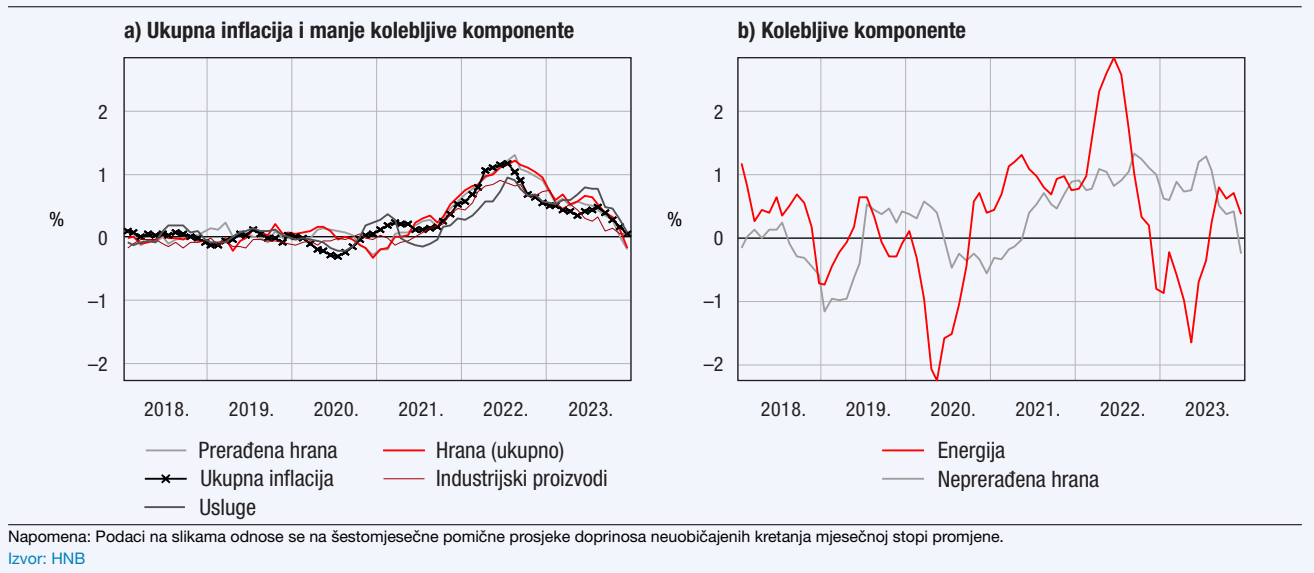 a) Ukupna inflacija i manje kolebljive komponente
%
2
1
0
–1
–2
2018. 2019. 2020. 2021. 2022. 2023.
Prerađena hrana
Hrana (ukupno)
Ukupna inflacija
Industrijski proizvodi
Usluge
b) Kolebljive komponente
%
2
1
0
–1
–2
2018. 2019. 2020. 2021. 2022. 2023.
Energija
Neprerađena hrana
Napomena: Podaci na slikama odnose se na šestomjesečne pomične prosjeke doprinosa neuobičajenih kretanja mjesečnoj stopi promjene.
Izvor: HNB